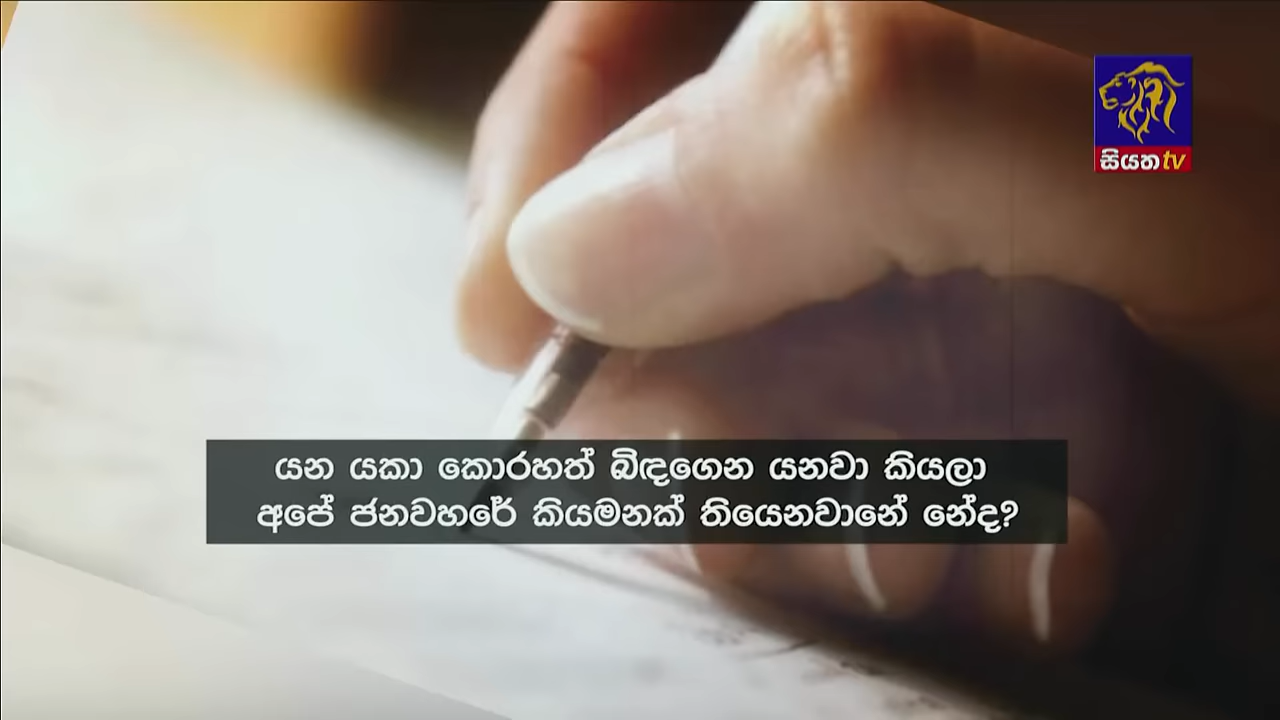 සියත tv
යන යකා කොරහත් බිඳගෙන යනවා කියලා
අපේ ජනවහරේ කියමනක් තියෙනවානේ නේද?